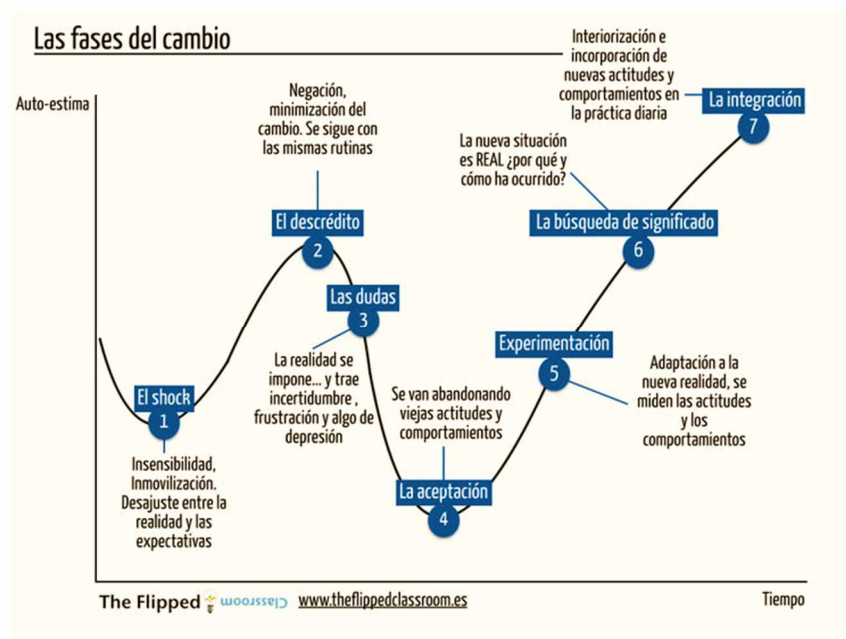 Las fases del cambio
Auto-estima
Negación,
minimización del
cambio. Se sigue con
las mismas rutinas
El descrédito
2
Las dudas
3
La realidad se
impone... y trae
incertidumbre ,
frustración y algo de
depresión
El shock
1
Insensibilidad,
Inmovilización.
Desajuste entre la
realidad y las
expectativas
Se van abandonando
viejas actitudes y
comportamientos
La aceptación
4
Experimentación
5
Adaptación a la
nueva realidad, se
miden las actitudes
y los
comportamientos
La nueva situación
es REAL ¿por qué y
cómo ha ocurrido?
La búsqueda de significado
6
Interiorización e
incorporación de
nuevas actitudes y
comportamientos en
la práctica diaria
La integración
7
The Flipped Classroom www.theflippedclassroom.es
Tiempo